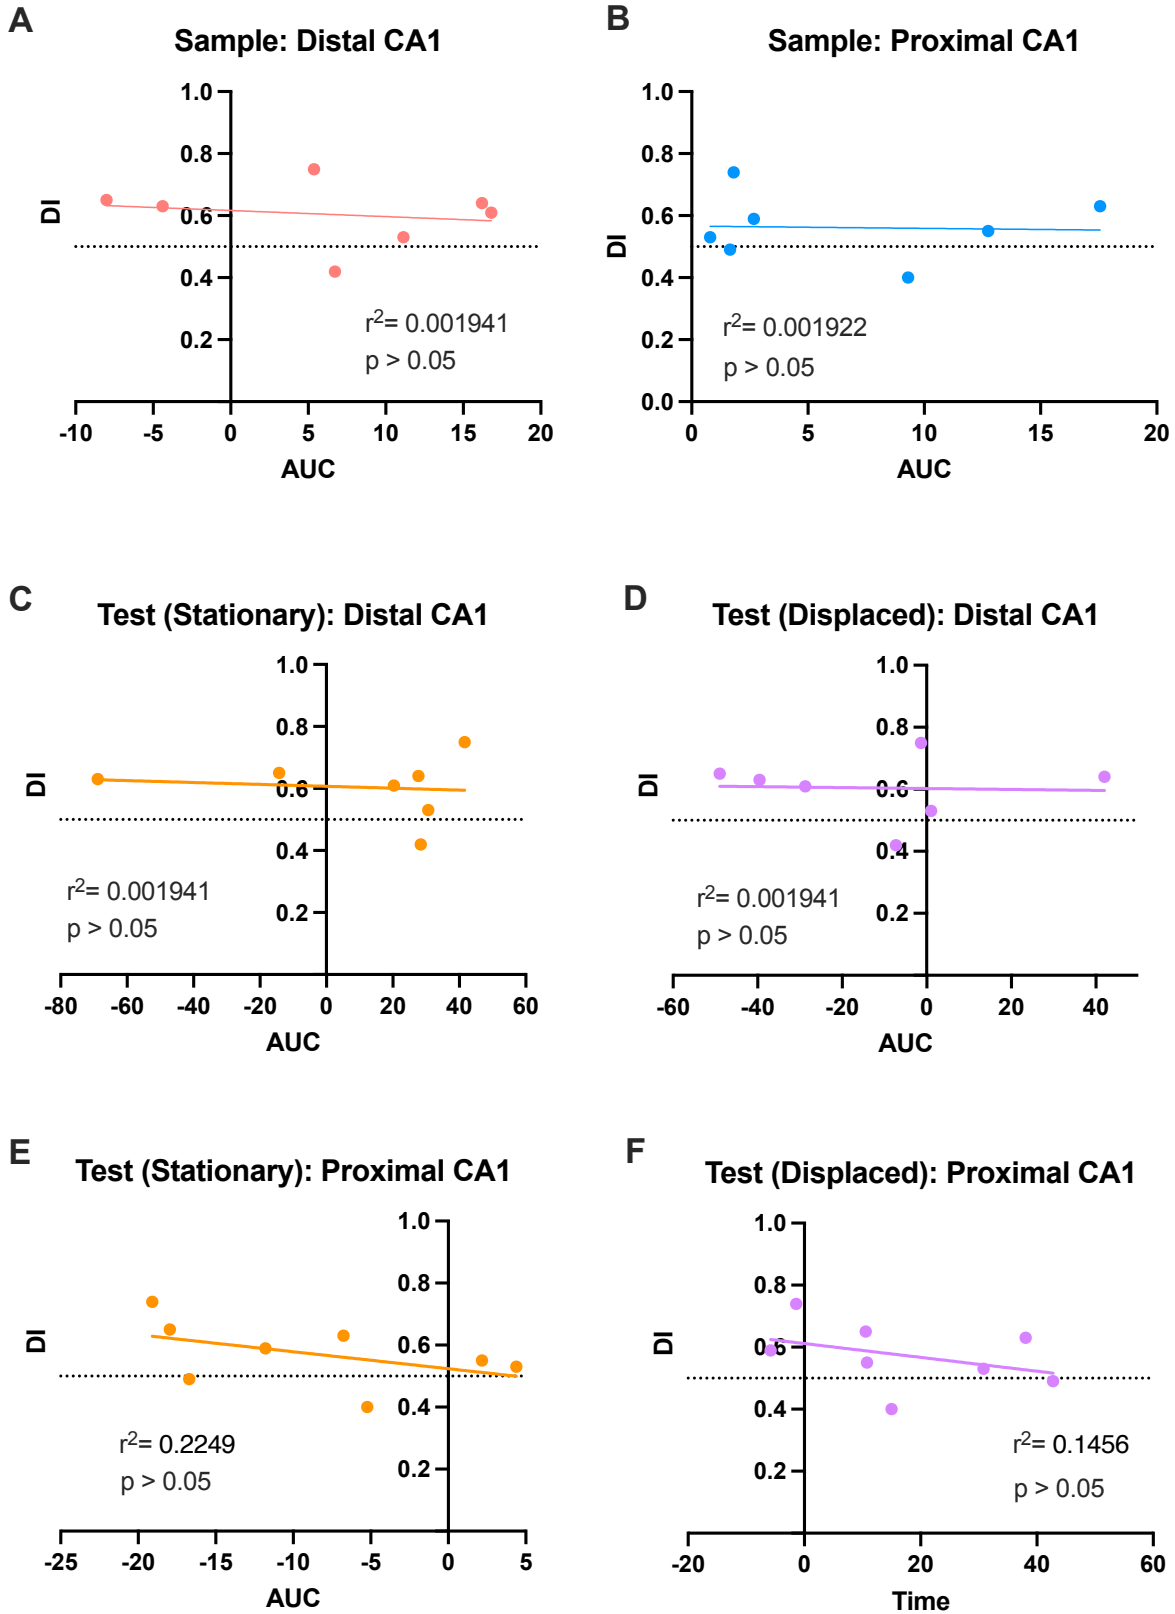 A
Sample: Distal CA1
1.0
0.8
0.6
0.4
0.2
DI
r²= 0.001941
p > 0.05
-10 -5 0 5 10 15 20
AUC
B
Sample: Proximal CA1
1.0
0.8
0.6
0.4
0.2
0.0
DI
r²= 0.001922
p > 0.05
0 5 10 15 20
AUC
C
Test (Stationary): Distal CA1
1.0
0.8
0.6
0.4
0.2
DI
r²= 0.001941
p > 0.05
-80 -60 -40 -20 0 20 40 60
AUC
D
Test (Displaced): Distal CA1
1.0
0.8
0.6
0.4
0.2
DI
r²= 0.001941
p > 0.05
-60 -40 -20 0 20 40
AUC
E
Test (Stationary): Proximal CA1
1.0
0.8
0.6
0.4
0.2
DI
r²= 0.2249
p > 0.05
-25 -20 -15 -10 -5 0 5
AUC
F
Test (Displaced): Proximal CA1
1.0
0.8
0.6
0.4
0.2
DI
r²= 0.1456
p > 0.05
-20 0 20 40 60
Time